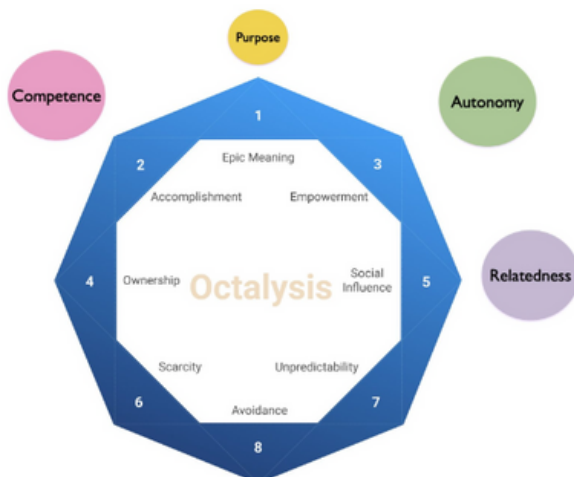 Purpose
Competence
Autonomy
1
Epic Meaning
2
3
Accomplishment
Empowerment
4
Ownership
Octalysis
Social
Influence
5
Relatedness
Scarcity
Unpredictability
6
Avoidance
7
8